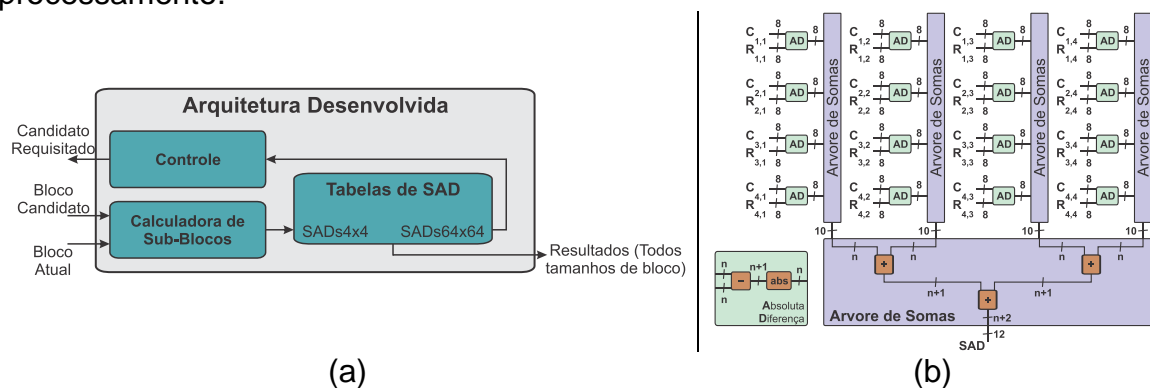 processamento.
Arquitetura Desenvolvida
Candidato
Requisitado
Controle
Bloco
Candidato
Calculadora de
Sub-Blocos
Bloco
Atual
Tabelas de SAD
SADs4x4 SADs64x64
Resultados (Todos
tamanhos de bloco)
(a)
8 8 8 8
C 1,1 AD 8 C 1,2 AD 8 C 1,3 AD 8 C 1,4 AD 8
R 1,1 8 R 1,2 8 R 1,3 8 R 1,4 8
8 8 8 8
C 2,1 AD 8 C 2,2 AD 8 C 2,3 AD 8 C 2,4 AD 8
R 2,1 8 R 2,2 8 R 2,3 8 R 2,4 8
8 8 8 8
C 3,1 AD 8 C 3,2 AD 8 C 3,3 AD 8 C 3,4 AD 8
R 3,1 8 R 3,2 8 R 3,3 8 R 3,4 8
8 8 8 8
C 4,1 AD 8 C 4,2 AD 8 C 4,3 AD 8 C 4,4 AD 8
R 4,1 8 R 4,2 8 R 4,3 8 R 4,4 8
Arvore de Somas
Arvore de Somas
Arvore de Somas
Arvore de Somas
10 10 10 10
n n n n
+ +
n+1 n+1
+
Arvore de Somas
n+2
12
SAD
n n+1 n
- abs
n
Absoluta
Diferença
(b)